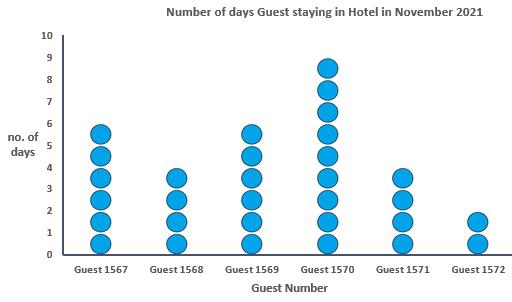 Number of days Guest staying in Hotel in November 2021
10
9
8
7
6
5
4
3
2
1
0
no. of
days
Guest 1567 Guest 1568 Guest 1569 Guest 1570 Guest 1571 Guest 1572
Guest Number